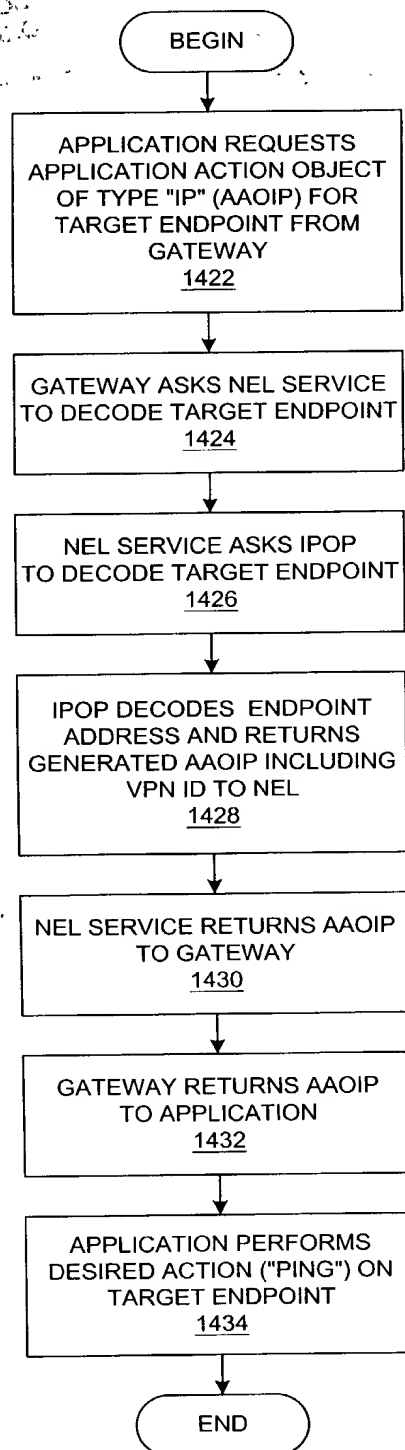 BEGIN
APPLICATION REQUESTS
APPLICATION ACTION OBJECT
OF TYPE "IP" (AAOIP) FOR
TARGET ENDPOINT FROM
GATEWAY
1422
GATEWAY ASKS NEL SERVICE
TO DECODE TARGET ENDPOINT
1424
NEL SERVICE ASKS IPOP
TO DECODE TARGET ENDPOINT
1426
IPOP DECODES ENDPOINT
ADDRESS AND RETURNS
GENERATED AAOIP INCLUDING
VPN ID TO NEL
1428
NEL SERVICE RETURNS AAOIP
TO GATEWAY
1430
GATEWAY RETURNS AAOIP
TO APPLICATION
1432
APPLICATION PERFORMS
DESIRED ACTION ("PING") ON
TARGET ENDPOINT
1434
END